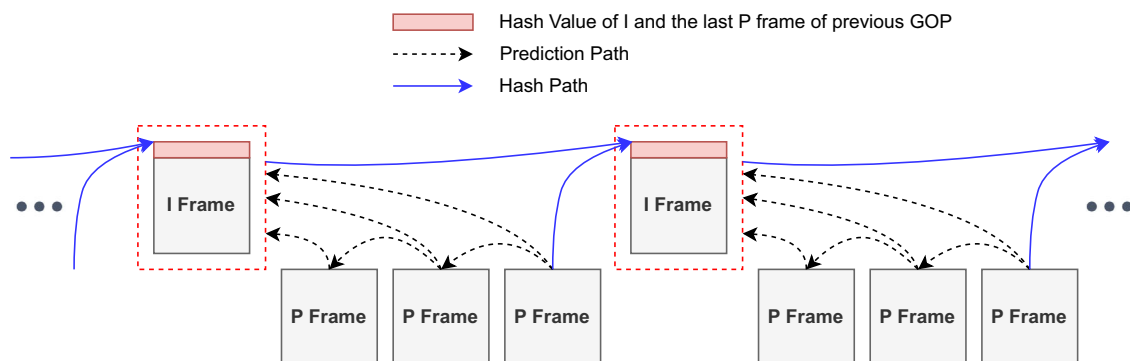 Hash Value of I and the last P frame of previous GOP
Prediction Path
Hash Path
I Frame
I Frame
P Frame
P Frame
P Frame
P Frame
P Frame
P Frame